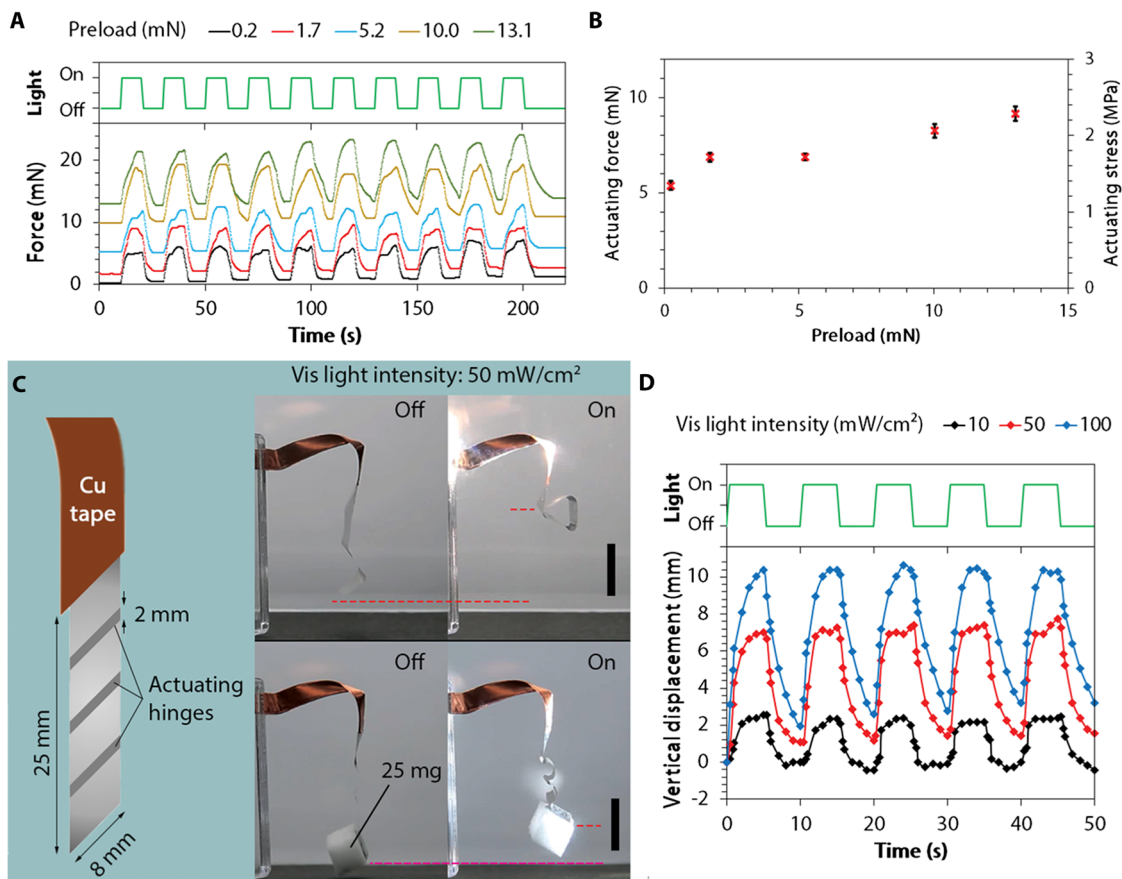 A
Preload (mN) 0.2 1.7 5.2 10.0 13.1
Light
On
Off
Force (mN)
20
10
0
0 50 100 150 200
Time (s)
B
Actuating force (mN)
10
5
0
3
2
1
0
Actuating stress (MPa)
0 5 10 15
Preload (mN)
C
Vis light intensity: 50 mW/cm²
Off On
Cu
tape
2 mm
Actuating
hinges
25 mm
8 mm
Off On
25 mg
D
Vis light intensity (mW/cm²) 10 50 100
Light
On
Off
Vertical displacement (mm)
10
8
6
4
2
0
-2
0 10 20 30 40 50
Time (s)